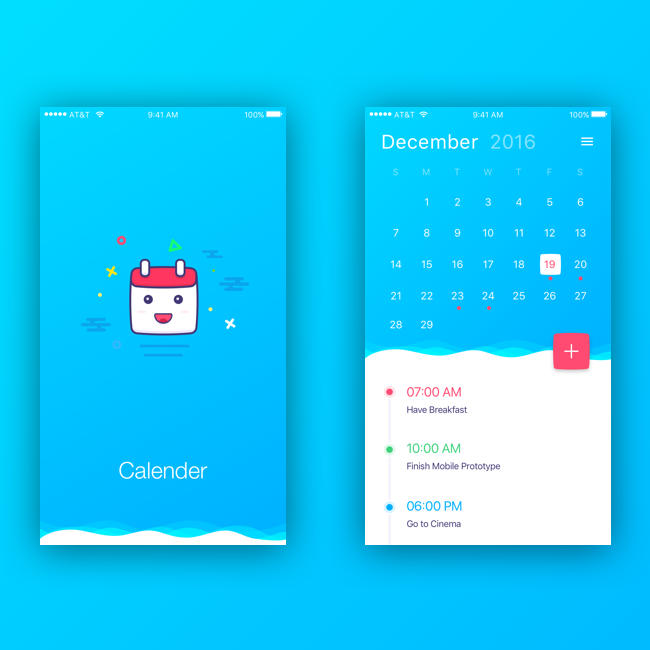 AT&T 9:41 AM 100%
Calender
AT&T 9:41 AM 100%
December 2016
S M T W T F S
1 2 3 4 5 6
7 8 9 10 11 12 13
14 15 16 17 18 19 20
21 22 23 24 25 26 27
28 29
+
07:00 AM
Have Breakfast
10:00 AM
Finish Mobile Prototype
06:00 PM
Go to Cinema